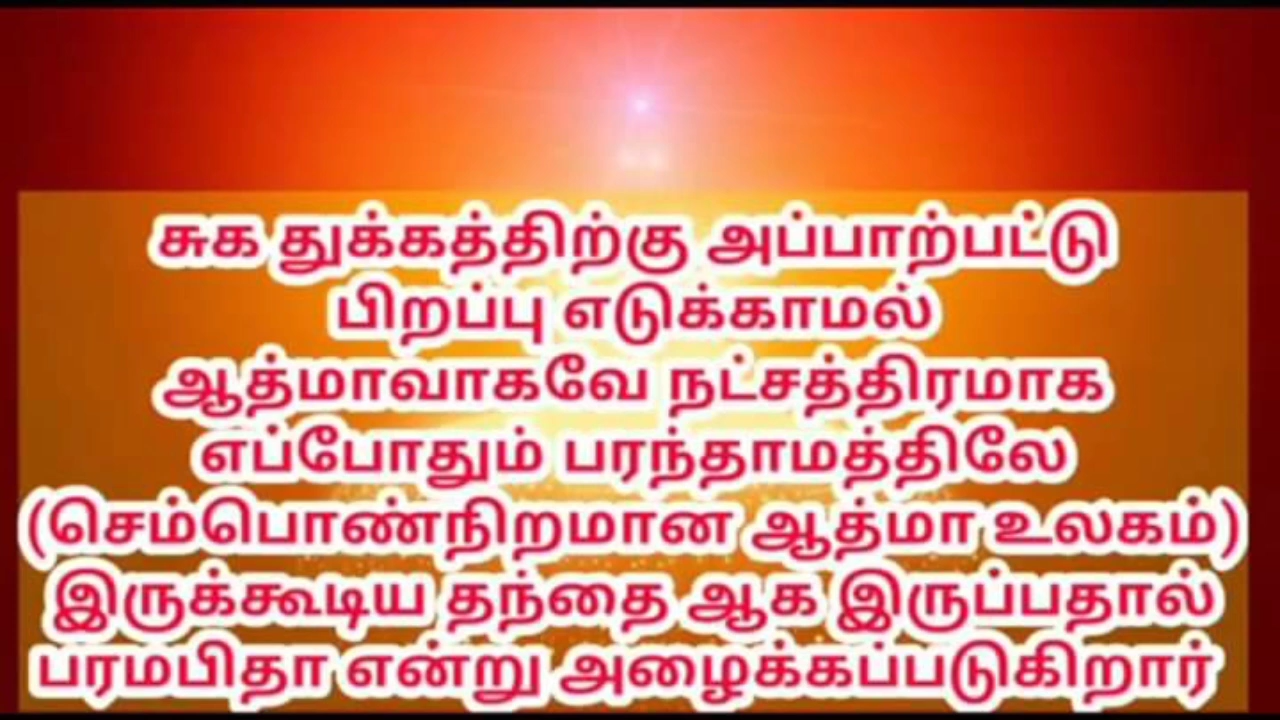 சுக துக்கத்திற்கு அப்பாற்பட்டு
பிறப்பு எடுக்காமல்
ஆத்மாவாகவே நட்சத்திரமாக
எப்போதும் பரந்தாமத்திலே
(செம்பொண்நிறமான ஆத்மா உலகம்)
இருக்கூடிய தந்தை ஆக இருப்பதால்
பரமபிதா என்று அழைக்கப்படுகிறார்